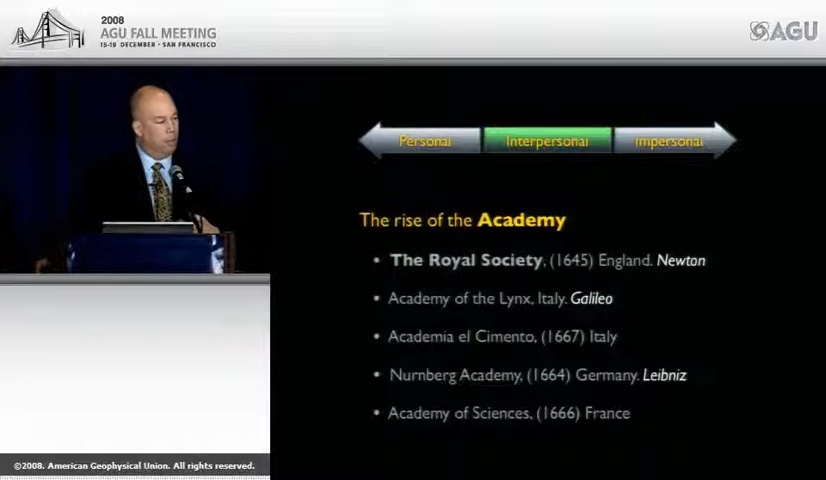 2008
AGU FALL MEETING
15-19 DECEMBER • SAN FRANCISCO
AGU
Personal
Interpersonal
Impersonal
The rise of the Academy
• The Royal Society, (1645) England. Newton
• Academy of the Lynx, Italy. Galileo
• Academia el Cimento, (1667) Italy
• Nurnberg Academy, (1664) Germany. Leibniz
• Academy of Sciences, (1666) France
©2008. American Geophysical Union. All rights reserved.